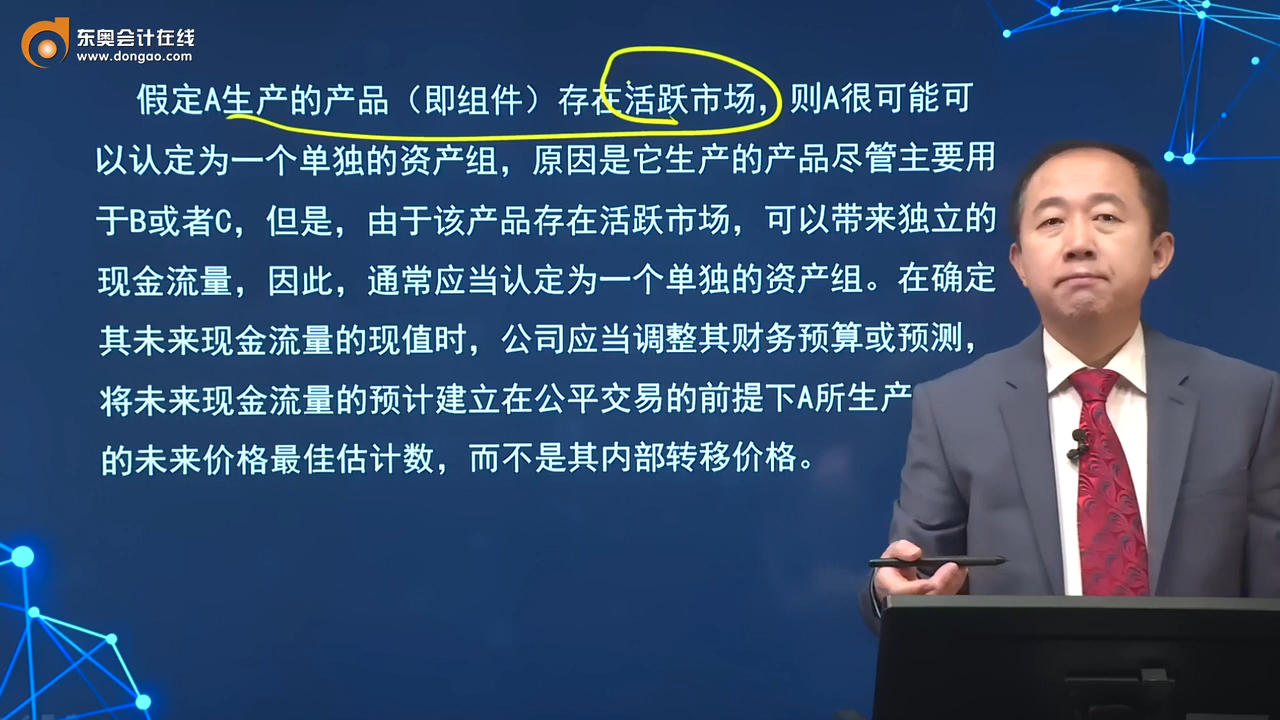 东奥会计在线
www.dongao.com
假定A生产的产品（即组件）存在活跃市场，则A很可能可
以认定为一个单独的资产组，原因是它生产的产品尽管主要用
于B或者C，但是，由于该产品存在活跃市场，可以带来独立的
现金流量，因此，通常应当认定为一个单独的资产组。在确定
其未来现金流量的现值时，公司应当调整其财务预算或预测，
将未来现金流量的预计建立在公平交易的前提下A所生产
的未来价格最佳估计数，而不是其内部转移价格。